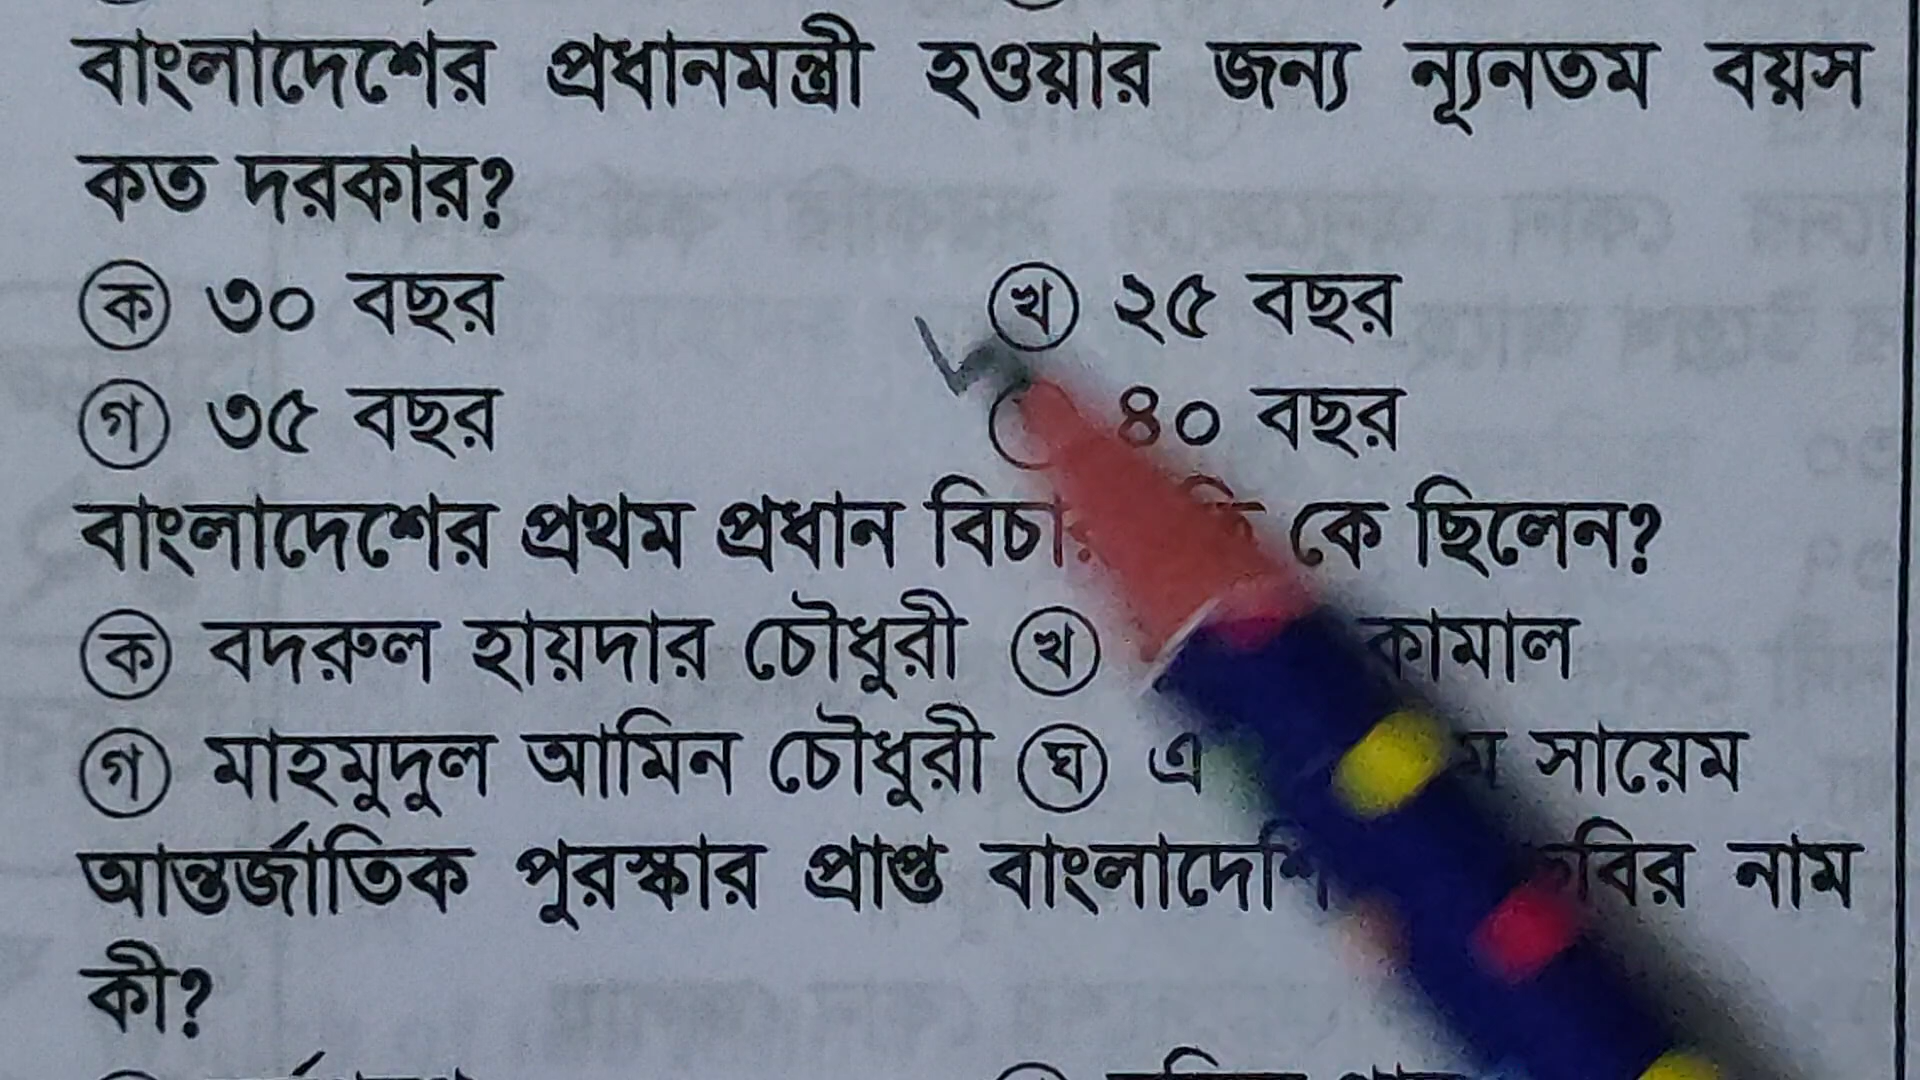 বাংলাদেশের প্রধানমন্ত্রী হওয়ার জন্য ন্যূনতম বয়স
কত দরকার?
ক ৩০ বছর খ ২৫ বছর
গ ৩৫ বছর ৪০ বছর
বাংলাদেশের প্রথম প্রধান কে ছিলেন?
ক বদরুল হায়দার চৌধুরী খ কামাল
গ মাহমুদুল আমিন চৌধুরী ঘ এ সায়েম
আন্তর্জাতিক পুরস্কার প্রাপ্ত নাম
কী?